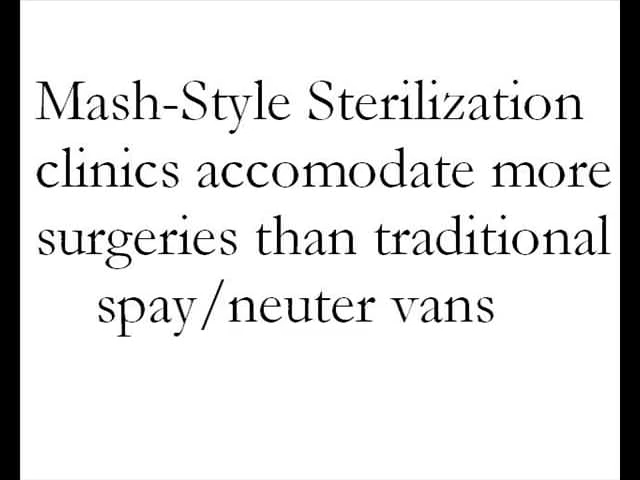 Mash-Style Sterilization
clinics accomodate more
surgeries than traditional
spay/neuter vans